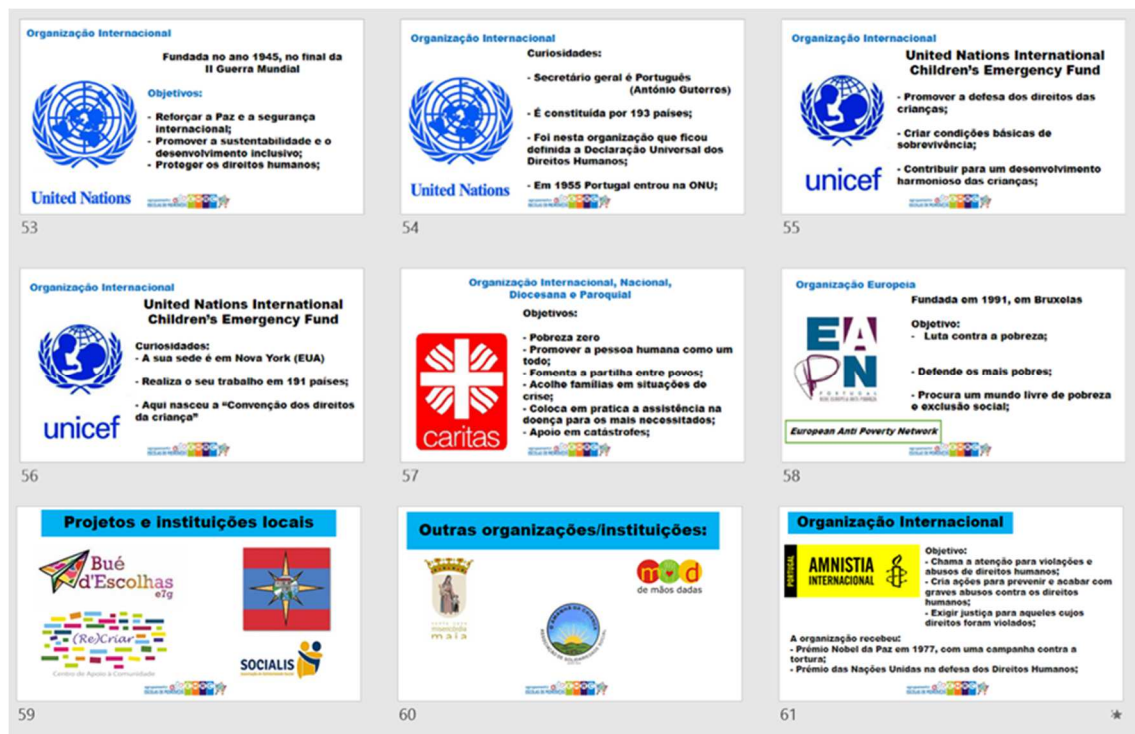 Organização Internacional
Fundada no ano 1945, no final da
II Guerra Mundial
Objetivos:
- Reforçar a Paz e a segurança
internacional;
- Promover a sustentabilidade e o
desenvolvimento inclusivo;
- Proteger os direitos humanos;
United Nations
53
Organização Internacional
Curiosidades:
- Secretário geral é Português
(António Guterres)
- É constituída por 193 países;
- Foi nesta organização que ficou
definida a Declaração Universal dos
Direitos Humanos;
- Em 1955 Portugal entrou na ONU;
United Nations
54
Organização Internacional
United Nations International
Children's Emergency Fund
- Promover a defesa dos direitos das
crianças;
- Criar condições básicas de
sobrevivência;
- Contribuir para um desenvolvimento
harmonioso das crianças;
unicef
55
Organização Internacional
United Nations International
Children's Emergency Fund
Curiosidades:
- A sua sede é em Nova York (EUA)
- Realiza o seu trabalho em 191 países;
- Aqui nasceu a "Convenção dos direitos
da criança"
unicef
56
Organização Internacional, Nacional,
Diocesana e Paroquial
Objetivos:
- Pobreza zero
- Promover a pessoa humana como um
todo;
- Fomenta a partilha entre povos;
- Acolhe famílias em situações de
crise;
- Coloca em pratica a assistência na
doença para os mais necessitados;
- Apoio em catástrofes;
caritas
57
Organização Europeia
Fundada em 1991, em Bruxelas
Objetivo:
- Luta contra a pobreza;
- Defende os mais pobres;
- Procura um mundo livre de pobreza
e exclusão social;
EAPN
PORTUGAL
European Anti Poverty Network
58
Projetos e instituições locais
Bué
d'Escolhas
e7g
(Re)Criar
Centro de Apoio à Comunidade
SOCIALIS
59
Outras organizações/instituições:
misericórdia
maia
mod
de mãos dadas
60
Organização Internacional
PORTUGAL
AMNISTIA
INTERNACIONAL
Objetivo:
- Chama a atenção para violações e
abusos de direitos humanos;
- Cria ações para prevenir e acabar com
graves abusos contra os direitos
humanos;
- Exigir justiça para aqueles cujos
direitos foram violados;
A organização recebeu:
- Prémio Nobel da Paz em 1977, com uma campanha contra a
tortura;
- Prémio das Nações Unidas na defesa dos Direitos Humanos;
61